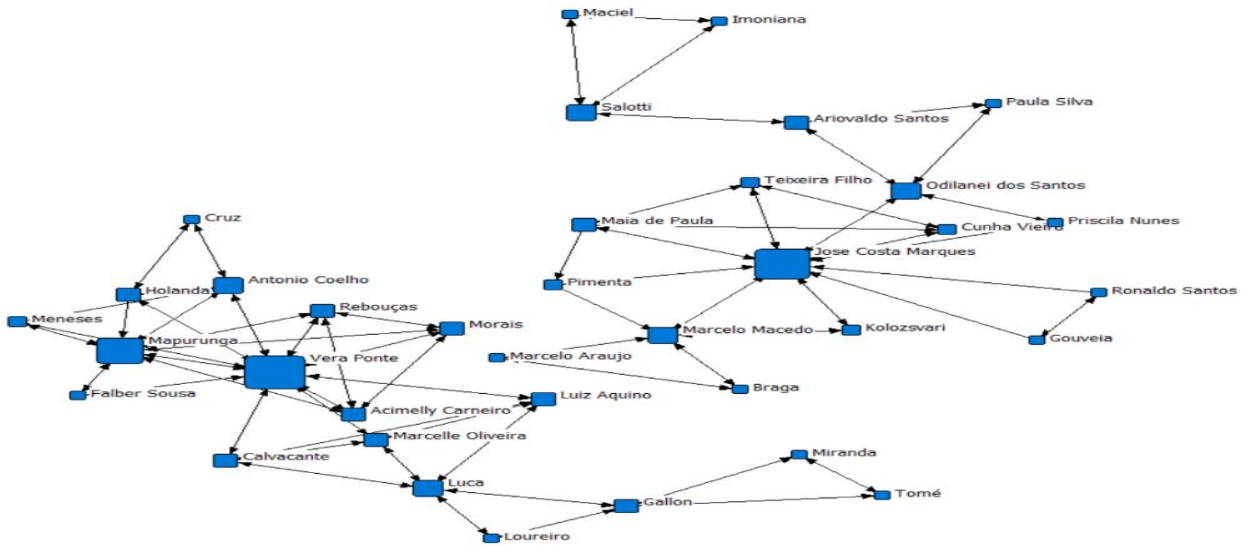 Maciel
Imoniana
Salotti
Ariovaldo Santos
Paula Silva
Teixeira Filho
Odilanei dos Santos
Maia de Paula
Cunha Vieira
Priscila Nunes
Jose Costa Marques
Pimenta
Ronaldo Santos
Marcelo Macedo
Kolozsvari
Gouveia
Marcelo Araujo
Braga
Cruz
Antonio Coelho
Holanda
Rebouças
Meneses
Morais
Mapurunga
Vera Ponte
Falber Sousa
Luiz Aquino
Acimelly Carneiro
Marcelle Oliveira
Calvacante
Luca
Gallon
Miranda
Tomé
Loureiro